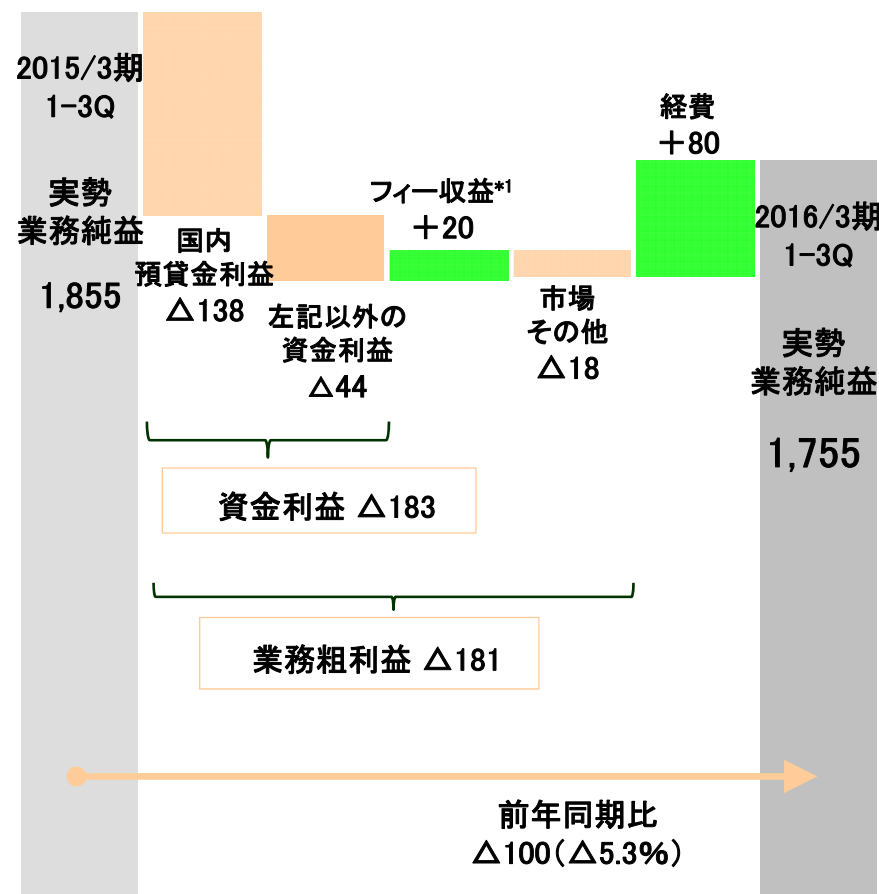 2015/3期
1-3Q
実勢
業務純益
1,855
国内
預貸金利益
△138
左記以外の
資金利益
△44
フィー収益*1
+20
市場
その他
△18
経費
+80
2016/3期
1-3Q
実勢
業務純益
1,755
資金利益 △183
業務粗利益 △181
前年同期比
△100(△5.3%)